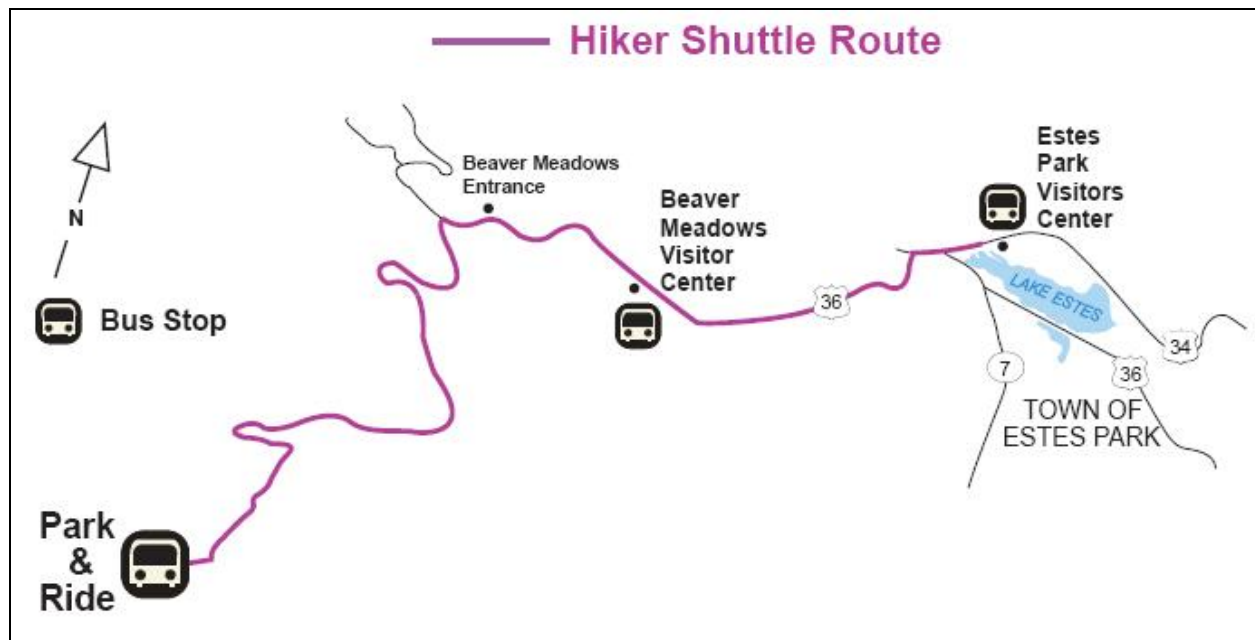 Hiker Shuttle Route
N
Bus Stop
Beaver Meadows
Entrance
Beaver
Meadows
Visitor
Center
Estes
Park
Visitors
Center
36
LAKE ESTES
7
36
34
TOWN OF
ESTES PARK
Park
&
Ride